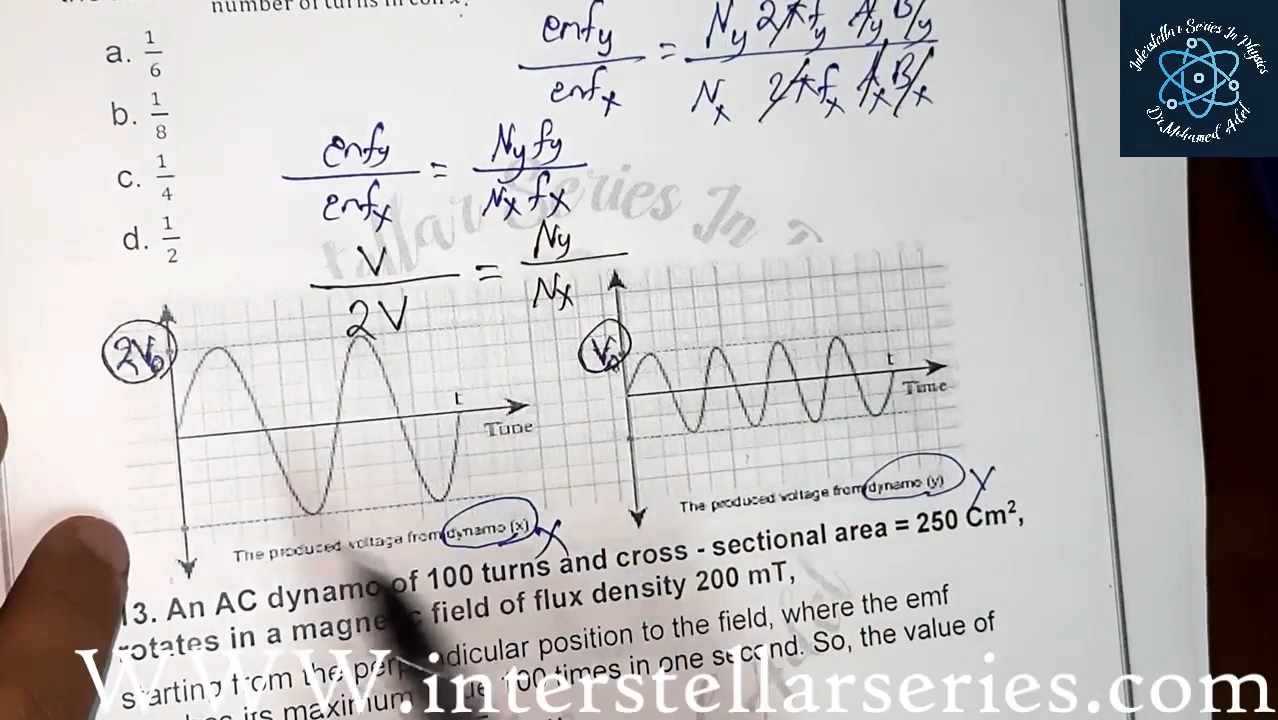 number of turns in coil x.
a. 1/6
b. 1/8
c. 1/4
d. 1/2
emfy/emfx = Ny 2πfy Ay By/Nx 2πfx Ax Bx
emfy/emfx = Ny fy/Nx fx
V/2V = Ny/Nx
2V₀
t
Time
The produced voltage from dynamo (x)
X
V₀
t
Time
The produced voltage from dynamo (y)
Y
13. An AC dynamo of 100 turns and cross - sectional area = 250 Cm²,
rotates in a magnetic field of flux density 200 mT,
starting from the perpendicular position to the field, where the emf
its maximum 100 times in one second. So, the value of
Interstellar Series In Physics
Dr.Mohamed Adel
WWW.interstellarseries.com